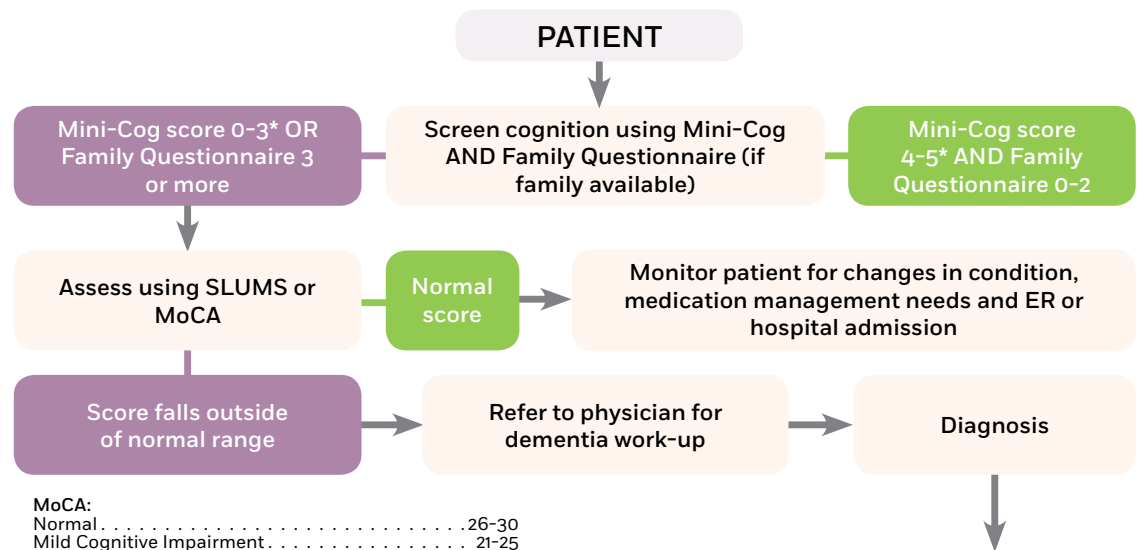 PATIENT
Mini-Cog score 0-3* OR
Family Questionnaire 3
or more
Screen cognition using Mini-Cog
AND Family Questionnaire (if
family available)
Mini-Cog score
4-5* AND Family
Questionnaire 0-2
Assess using SLUMS or
MoCA
Normal
score
Monitor patient for changes in condition,
medication management needs and ER or
hospital admission
Score falls outside
of normal range
Refer to physician for
dementia work-up
Diagnosis
MoCA:
Normal . . . . . . . . . . . . . . . . . . . . . . . . . . . . . 26-30
Mild Cognitive Impairment . . . . . . . . . . . . . . . . 21-25